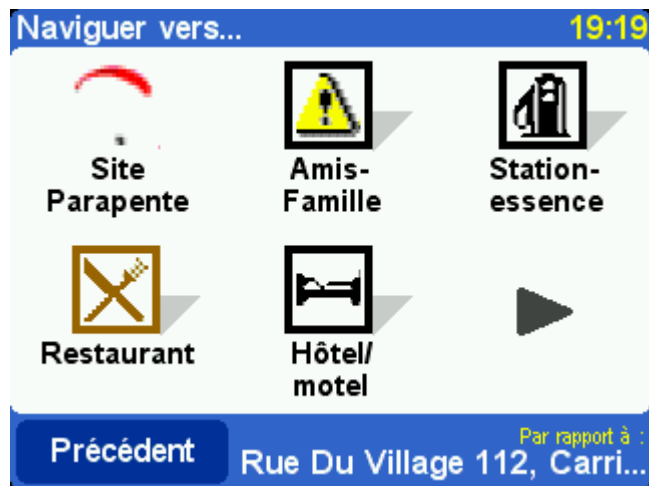 Naviguer vers...
19:19
Site
Parapente
Amis-
Famille
Station-
essence
Restaurant
Hôtel/
motel
Précédent
Par rapport à :
Rue Du Village 112, Carri...